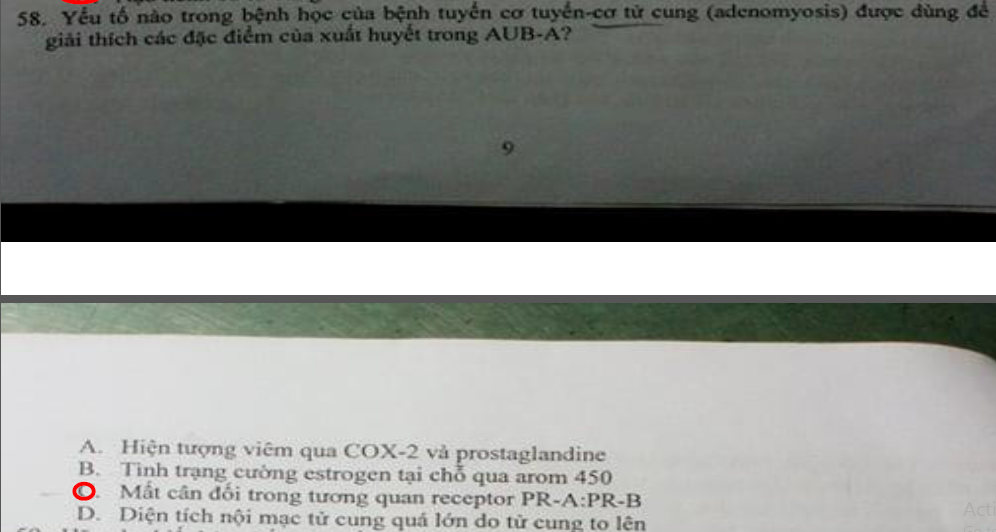 58. Yếu tố nào trong bệnh học của bệnh tuyến cơ tuyến-cơ tử cung (adenomyosis) được dùng để
giải thích các đặc điểm của xuất huyết trong AUB-A?
9
A. Hiện tượng viêm qua COX-2 và prostaglandine
B. Tình trạng cường estrogen tại chỗ qua arom 450
C. Mất cân đối trong tương quan receptor PR-A:PR-B
D. Diện tích nội mạc tử cung quá lớn do tử cung to lên